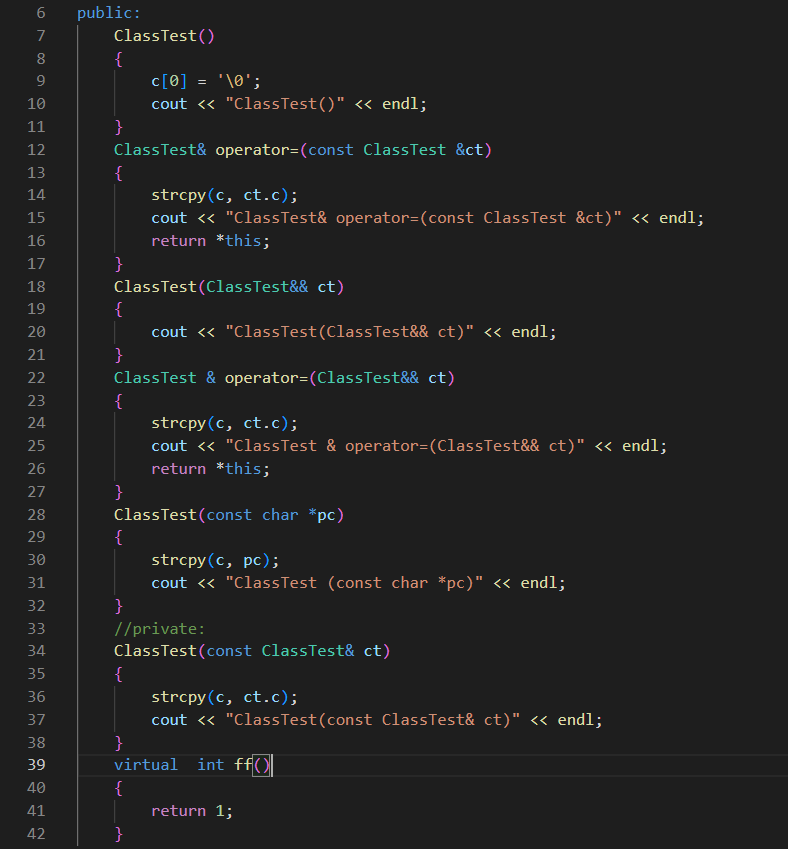 6 public:
7 ClassTest()
8 {
9 c[0] = '\0';
10 cout << "ClassTest()" << endl;
11 }
12 ClassTest& operator=(const ClassTest &ct)
13 {
14 strcpy(c, ct.c);
15 cout << "ClassTest& operator=(const ClassTest &ct)" << endl;
16 return *this;
17 }
18 ClassTest(ClassTest&& ct)
19 {
20 cout << "ClassTest(ClassTest&& ct)" << endl;
21 }
22 ClassTest & operator=(ClassTest&& ct)
23 {
24 strcpy(c, ct.c);
25 cout << "ClassTest & operator=(ClassTest&& ct)" << endl;
26 return *this;
27 }
28 ClassTest(const char *pc)
29 {
30 strcpy(c, pc);
31 cout << "ClassTest (const char *pc)" << endl;
32 }
33 //private:
34 ClassTest(const ClassTest& ct)
35 {
36 strcpy(c, ct.c);
37 cout << "ClassTest(const ClassTest& ct)" << endl;
38 }
39 virtual  int ff()
40 {
41 return 1;
42 }